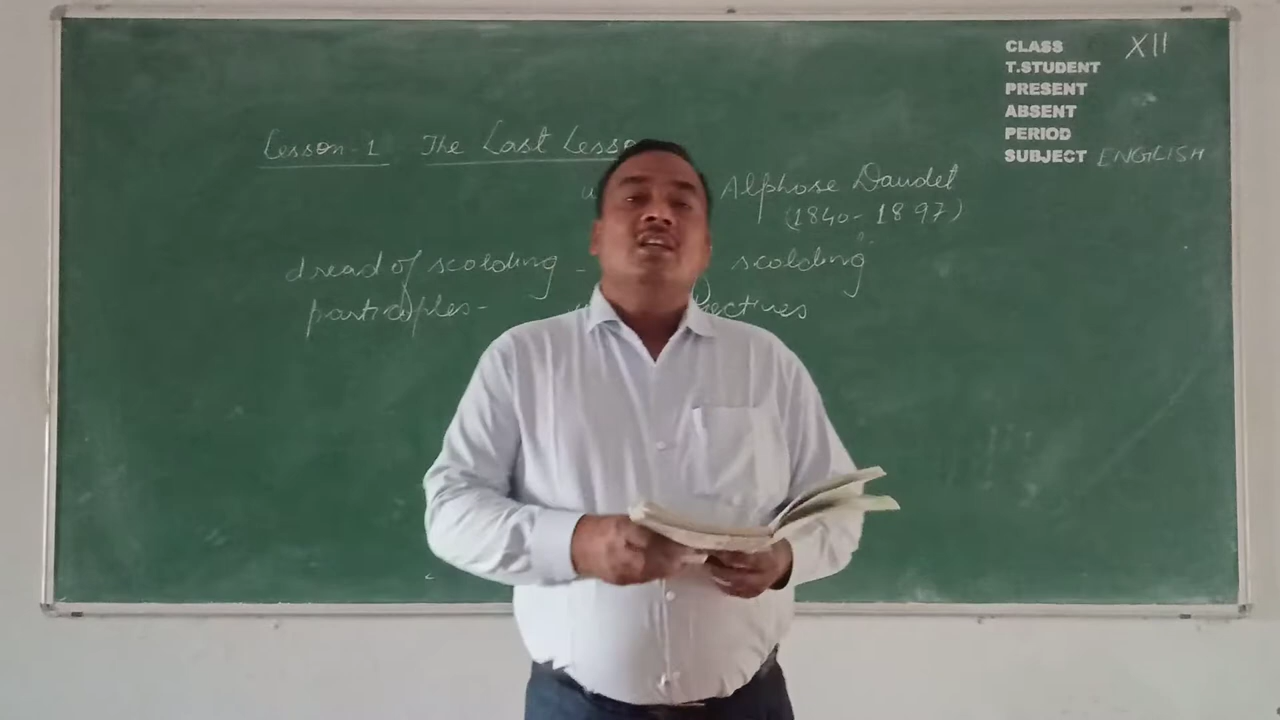 CLASS XII
T.STUDENT
PRESENT
ABSENT
PERIOD
SUBJECT ENGLISH
Lesson-1 The Last Lesso
Alphose Daudet
(1840-1897)
dread of scolding - scolding
participles-